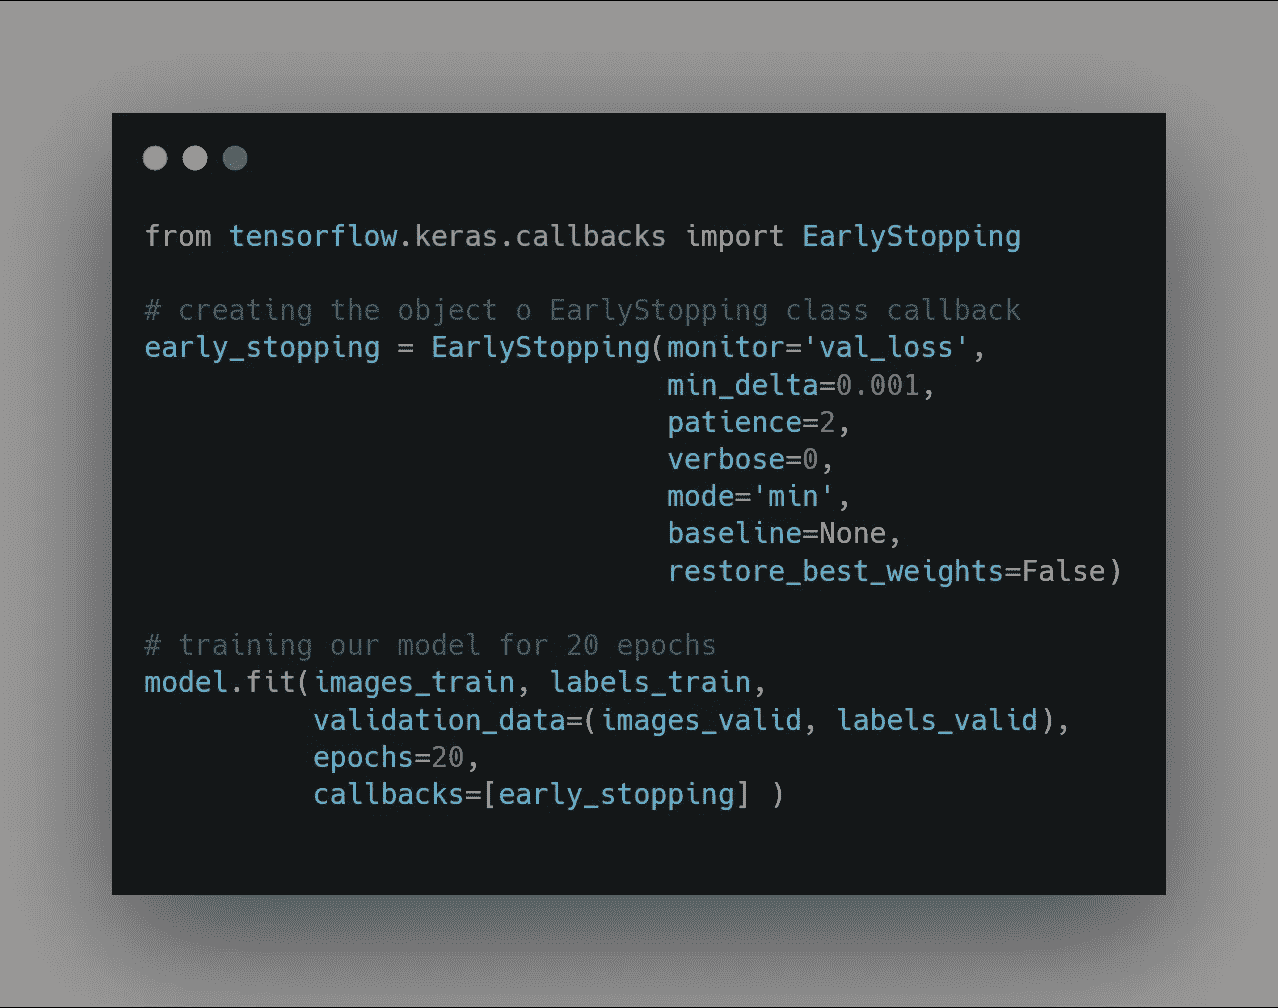 from tensorflow.keras.callbacks import EarlyStopping
# creating the object o EarlyStopping class callback
early_stopping = EarlyStopping(monitor='val_loss',
min_delta=0.001,
patience=2,
verbose=0,
mode='min',
baseline=None,
restore_best_weights=False)
# training our model for 20 epochs
model.fit(images_train, labels_train,
validation_data=(images_valid, labels_valid),
epochs=20,
callbacks=[early_stopping] )